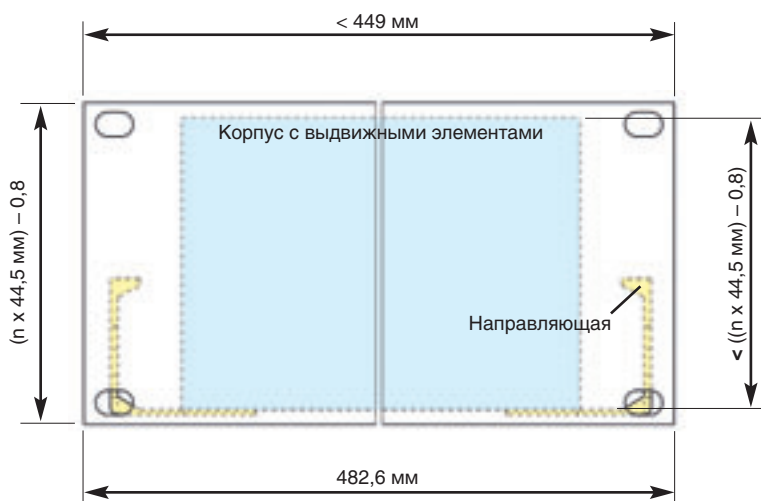 < 449 мм
Корпус с выдвижными элементами
(n x 44,5 мм) – 0,8
< ((n x 44,5 мм) – 0,8)
Направляющая
482,6 мм